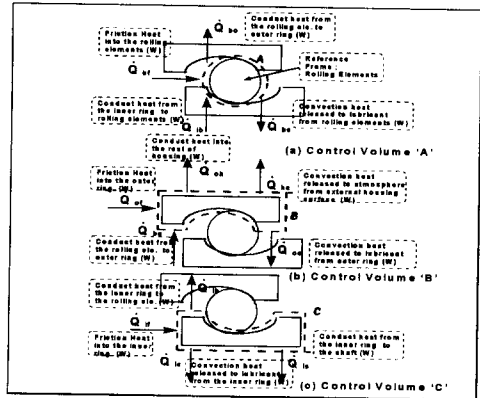 Conduct heat from
the rolling ele. to
outer ring (W)
Q̇ bo
Friction Heat
into the rolling
elements (W)
A
Reference
Frame :
Rolling Elements
Q̇ bf
Conduct heat from
the inner ring to
rolling elements (W)
Q̇ ib
Q̇ be
Convection heat
released to lubricant
from rolling elements (W)
(a) Control Volume 'A'
Conduct heat into
the rest of
housing (W)
Q̇ oh
Friction Heat
into the outer
ring (W)
Q̇ of
Convection heat
released to atmosphere
from external housing
surface (W)
B
Conduct heat from
the rolling ele. to
outer ring (W)
Convection heat
released to lubricant
from outer ring (W)
(b) Control Volume 'B'
Conduct heat from
the inner ring to
the rolling ele. (W)
C
Q̇ if
Friction Heat
into the inner
ring (W)
Conduct heat from
the inner ring to
the shaft (W)
Convection heat
released to lubricant
from the inner ring (W)
Q̇ is
(c) Control Volume 'C'